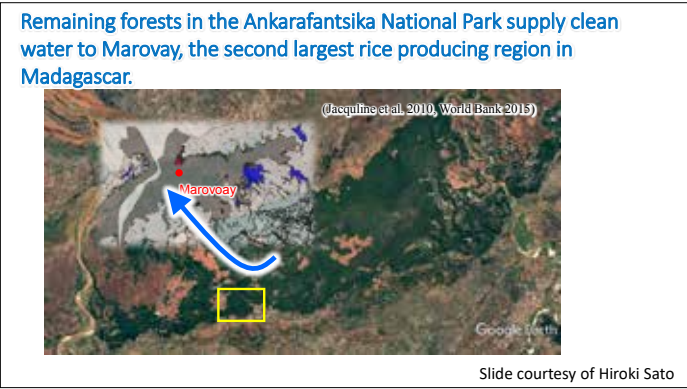 Remaining forests in the Ankarafantsika National Park supply clean
water to Marovay, the second largest rice producing region in
Madagascar.
(Jacquline et al. 2010, World Bank 2015)
Marovoay
Google Earth
Slide courtesy of Hiroki Sato